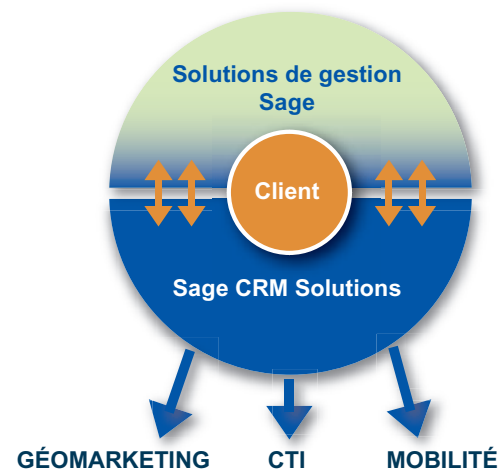 Solutions de gestion
Sage
Client
Sage CRM Solutions
GÉOMARKETING CTI MOBILITÉ